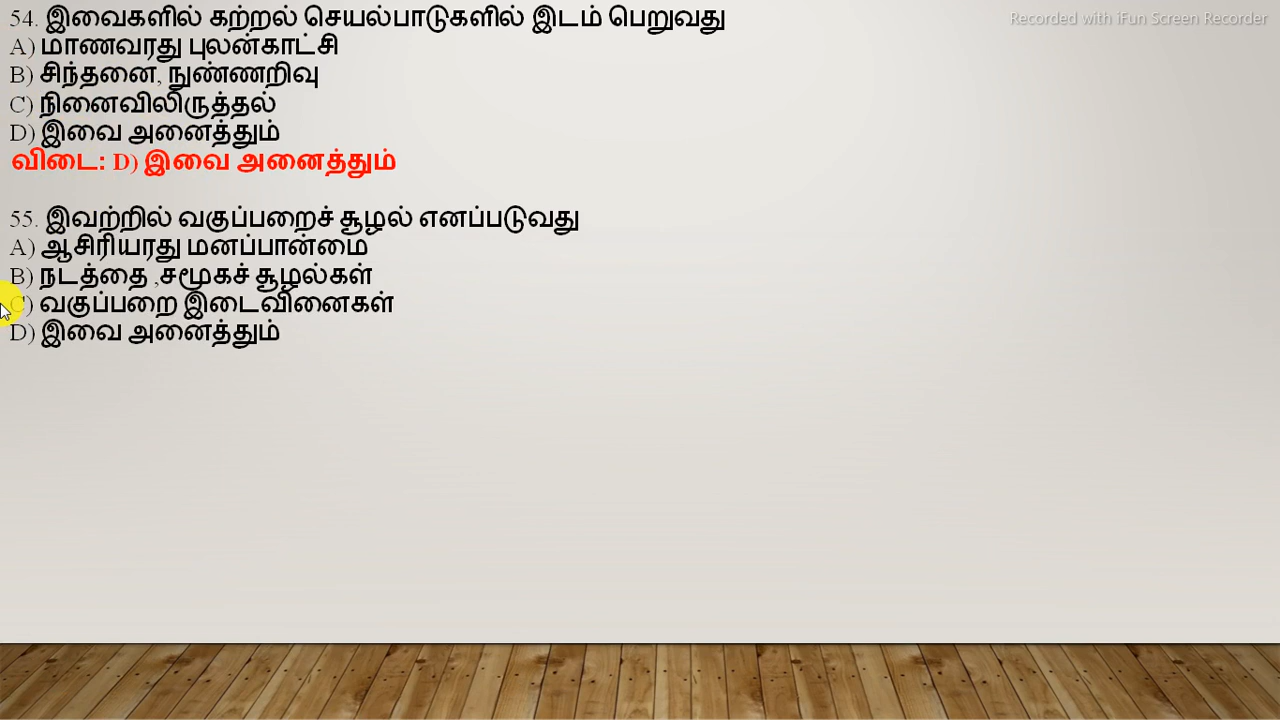 54. இவைகளில் கற்றல் செயல்பாடுகளில் இடம் பெறுவது
Recorded with iFun Screen Recorder
A) மாணவரது புலன்காட்சி
B) சிந்தனை, நுண்ணறிவு
C) நினைவிலிருத்தல்
D) இவை அனைத்தும்
விடை: D) இவை அனைத்தும்
55. இவற்றில் வகுப்பறைச் சூழல் எனப்படுவது
A) ஆசிரியரது மனப்பான்மை
B) நடத்தை ,சமூகச் சூழல்கள்
C) வகுப்பறை இடைவினைகள்
D) இவை அனைத்தும்